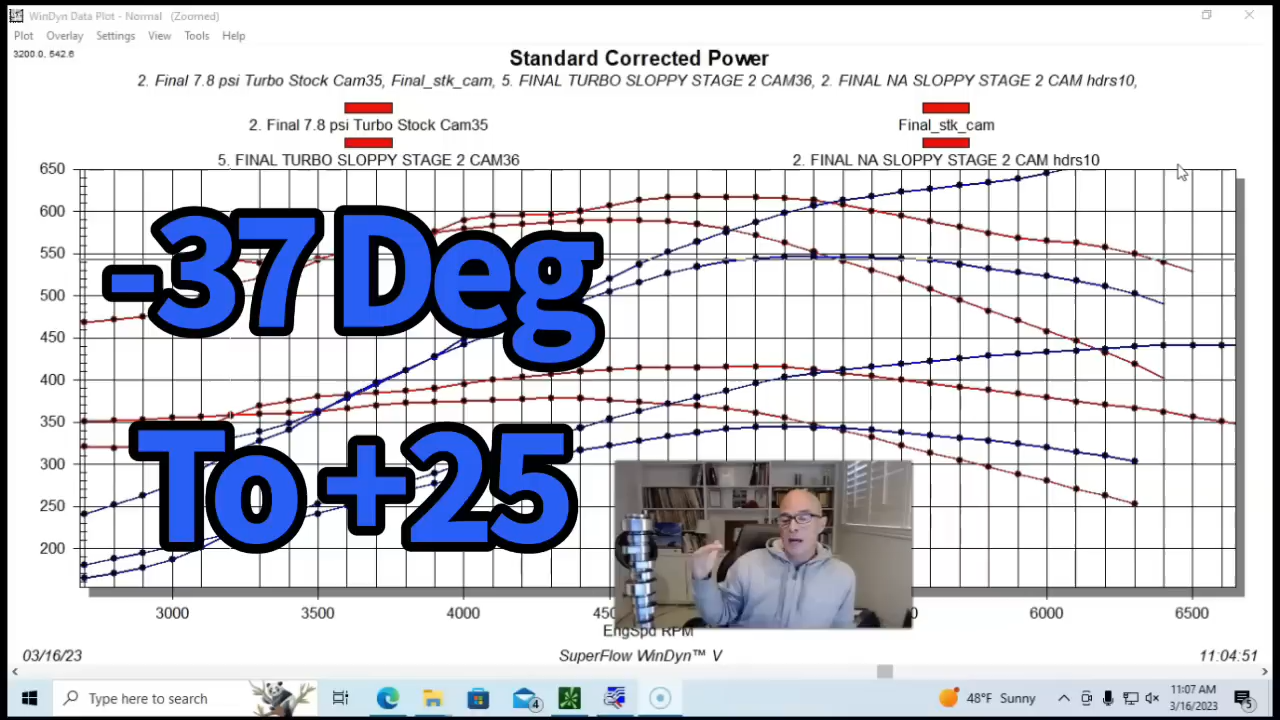 WinDyn Data Plot - Normal (Zoomed)
Plot Overlay Settings View Tools Help
3200.0, 542.6
Standard Corrected Power
2. Final 7.8 psi Turbo Stock Cam35, Final_stk_cam, 5. FINAL TURBO SLOPPY STAGE 2 CAM36, 2. FINAL NA SLOPPY STAGE 2 CAM hdrs10,
2. Final 7.8 psi Turbo Stock Cam35 Final_stk_cam
5. FINAL TURBO SLOPPY STAGE 2 CAM36 2. FINAL NA SLOPPY STAGE 2 CAM hdrs10
650
600
550
500
450
400
350
300
250
200
-37 Deg
To +25
3000 3500 4000 6000 6500
EngSpd RPM
03/16/23 SuperFlow WinDyn™ V 11:04:51
Type here to search 4 48°F Sunny 11:07 AM
3/16/2023 5